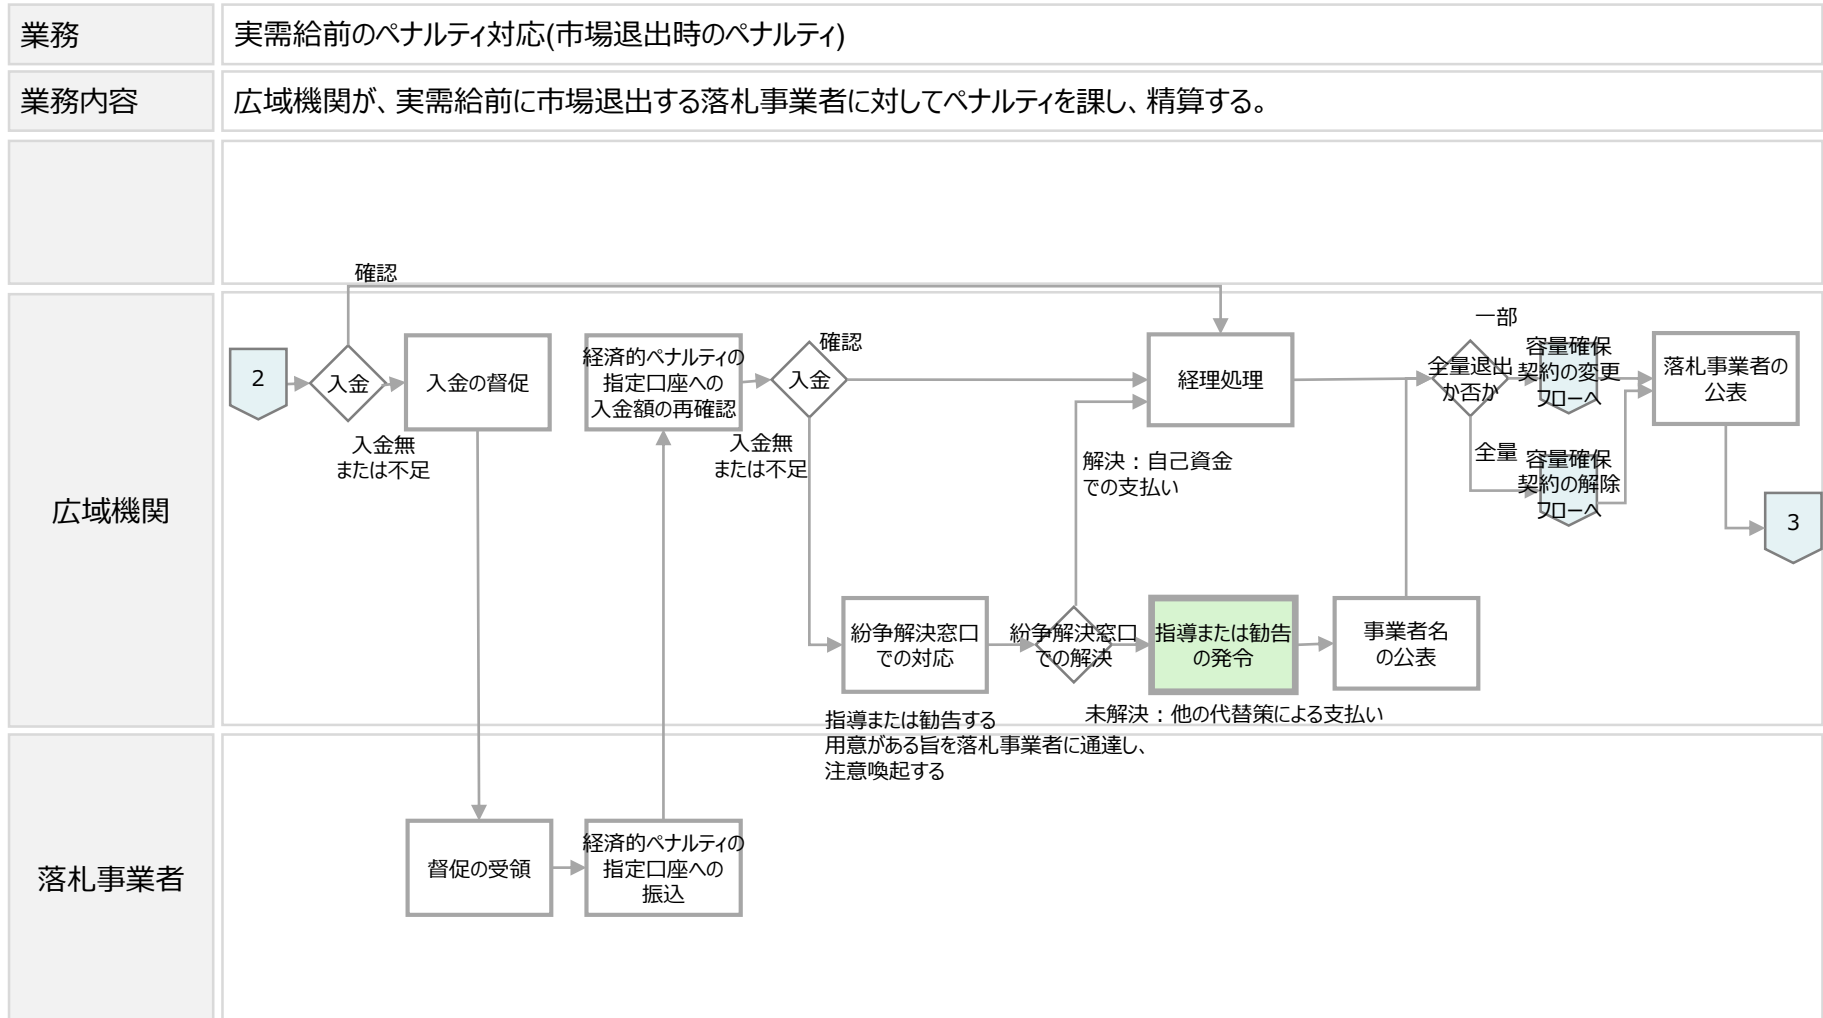 業務
実需給前のペナルティ対応(市場退出時のペナルティ)
業務内容
広域機関が、実需給前に市場退出する落札事業者に対してペナルティを課し、精算する。
広域機関
2
確認
入金
入金無
または不足
入金の督促
経済的ペナルティの
指定口座への
入金額の再確認
入金
確認
入金無
または不足
経理処理
解決：自己資金
での支払い
紛争解決窓口
での対応
指導または勧告する
用意がある旨を落札事業者に通達し、
注意喚起する
紛争解決窓口
での解決
未解決：他の代替策による支払い
指導または勧告
の発令
事業者名
の公表
全量退出
か否か
一部
全量
容量確保
契約の変更
フローへ
容量確保
契約の解除
フローへ
落札事業者の
公表
3
落札事業者
督促の受領
経済的ペナルティの
指定口座への
振込